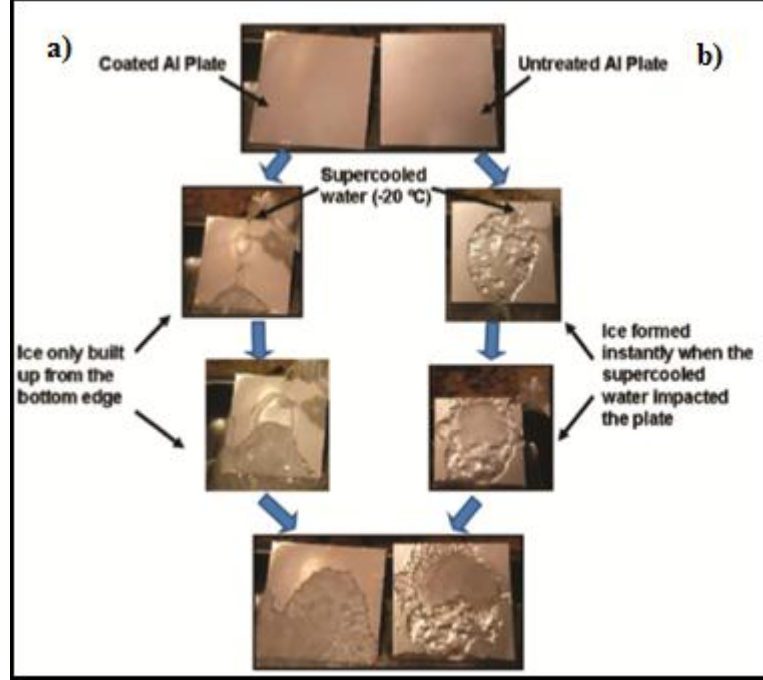 a)
b)
Coated Al Plate
Untreated Al Plate
Supercooled
water (-20 ºC)
Ice only built
up from the
bottom edge
Ice formed
instantly when the
supercooled
water impacted
the plate